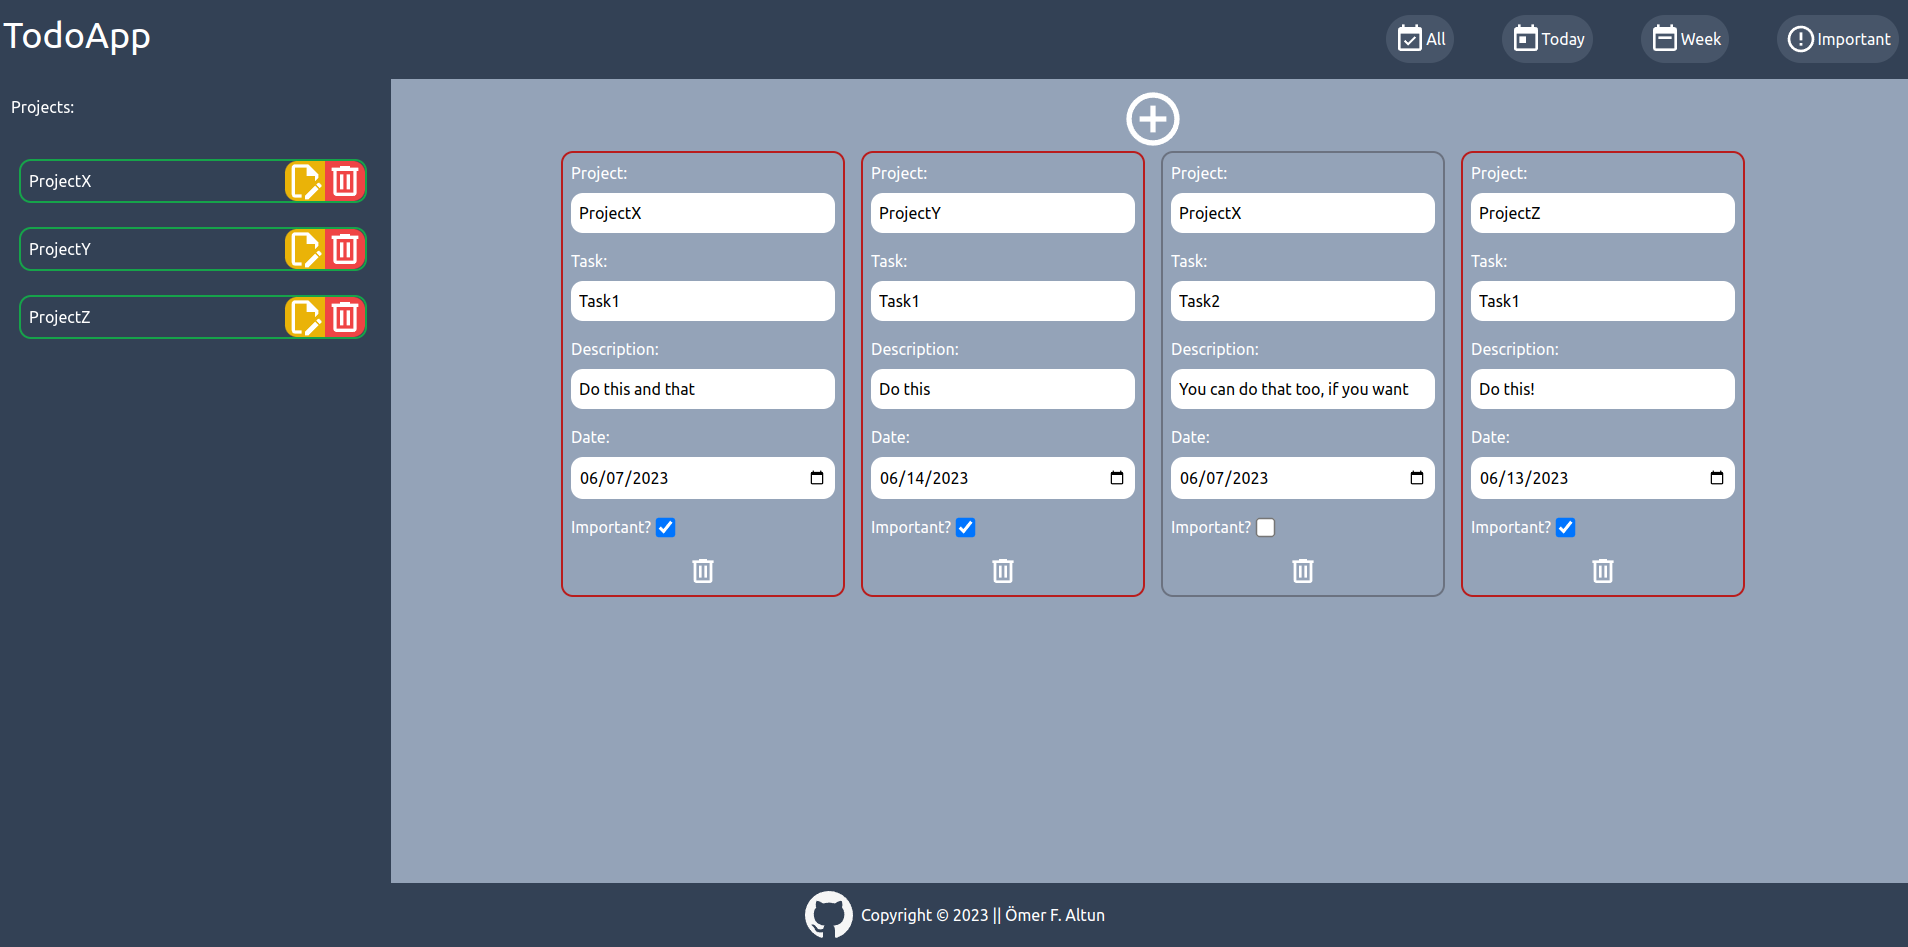 TodoApp
All
Today
Week
Important
Projects:
ProjectX
ProjectY
ProjectZ
Project:
ProjectX
Task:
Task1
Description:
Do this and that
Date:
06/07/2023
Important?
Project:
ProjectY
Task:
Task1
Description:
Do this
Date:
06/14/2023
Important?
Project:
ProjectX
Task:
Task2
Description:
You can do that too, if you want
Date:
06/07/2023
Important?
Project:
ProjectZ
Task:
Task1
Description:
Do this!
Date:
06/13/2023
Important?
Copyright © 2023 || Ömer F. Altun